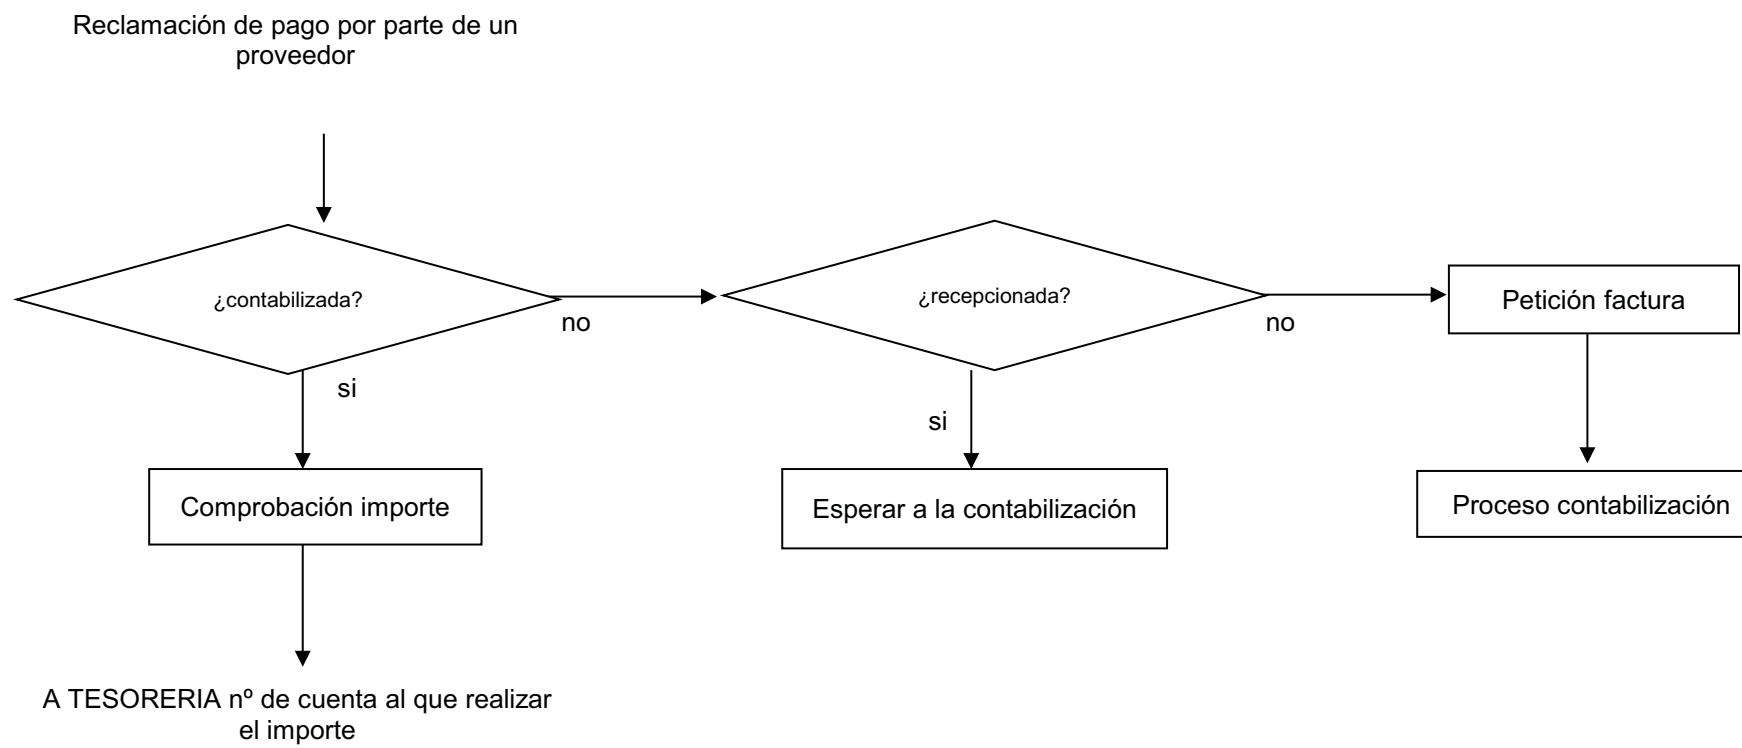 Reclamación de pago por parte de un
proveedor
¿contabilizada?
no
¿recepcionada?
no
Petición factura
si
si
Comprobación importe
Esperar a la contabilización
Proceso contabilización
A TESORERIA nº de cuenta al que realizar
el importe